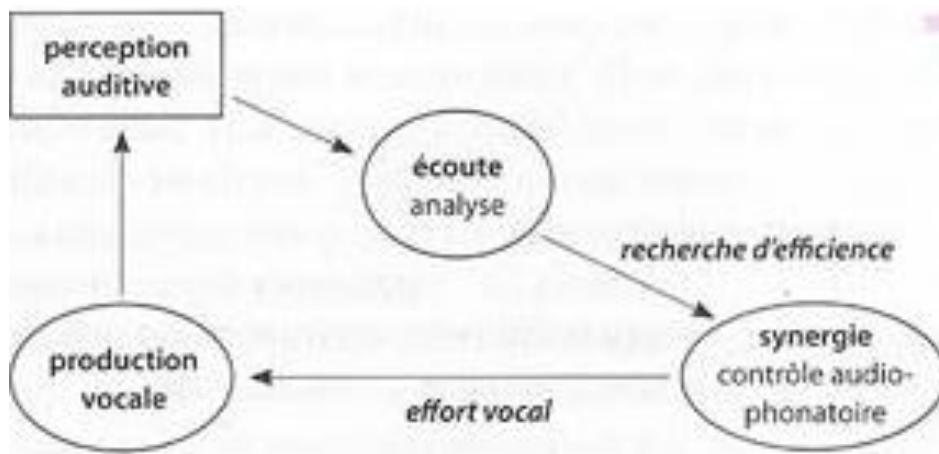 perception
auditive
écoute
analyse
recherche d'efficience
synergie
contrôle audio-
phonatoire
effort vocal
production
vocale